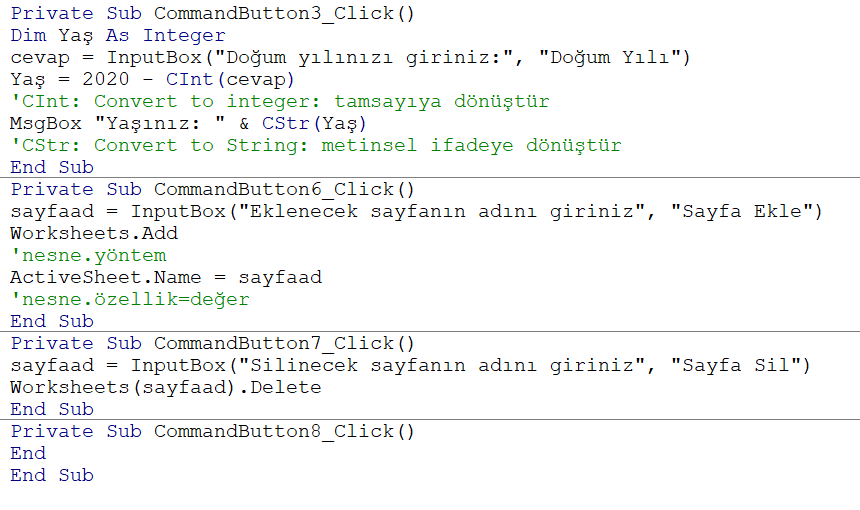 Private Sub CommandButton3_Click()
Dim Yaş As Integer
cevap = InputBox("Doğum yılınızı giriniz:", "Doğum Yılı")
Yaş = 2020 - CInt(cevap)
'CInt: Convert to integer: tamsayıya dönüştür
MsgBox "Yaşınız: " & CStr(Yaş)
'CStr: Convert to String: metinsel ifadeye dönüştür
End Sub
Private Sub CommandButton6_Click()
sayfaad = InputBox("Eklenecek sayfanın adını giriniz", "Sayfa Ekle")
Worksheets.Add
'nesne.yöntem
ActiveSheet.Name = sayfaad
'nesne.özellik=değer
End Sub
Private Sub CommandButton7_Click()
sayfaad = InputBox("Silinecek sayfanın adını giriniz", "Sayfa Sil")
Worksheets(sayfaad).Delete
End Sub
Private Sub CommandButton8_Click()
End
End Sub